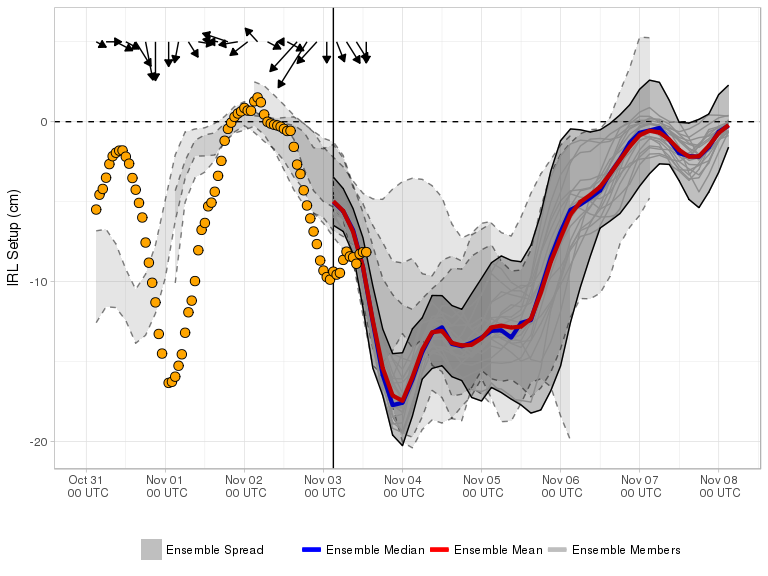 IRL Setup (cm)
0
-10
-20
Oct 31 Nov 01 Nov 02 Nov 03 Nov 04 Nov 05 Nov 06 Nov 07 Nov 08
00 UTC 00 UTC 00 UTC 00 UTC 00 UTC 00 UTC 00 UTC 00 UTC 00 UTC
Ensemble Spread Ensemble Median Ensemble Mean Ensemble Members